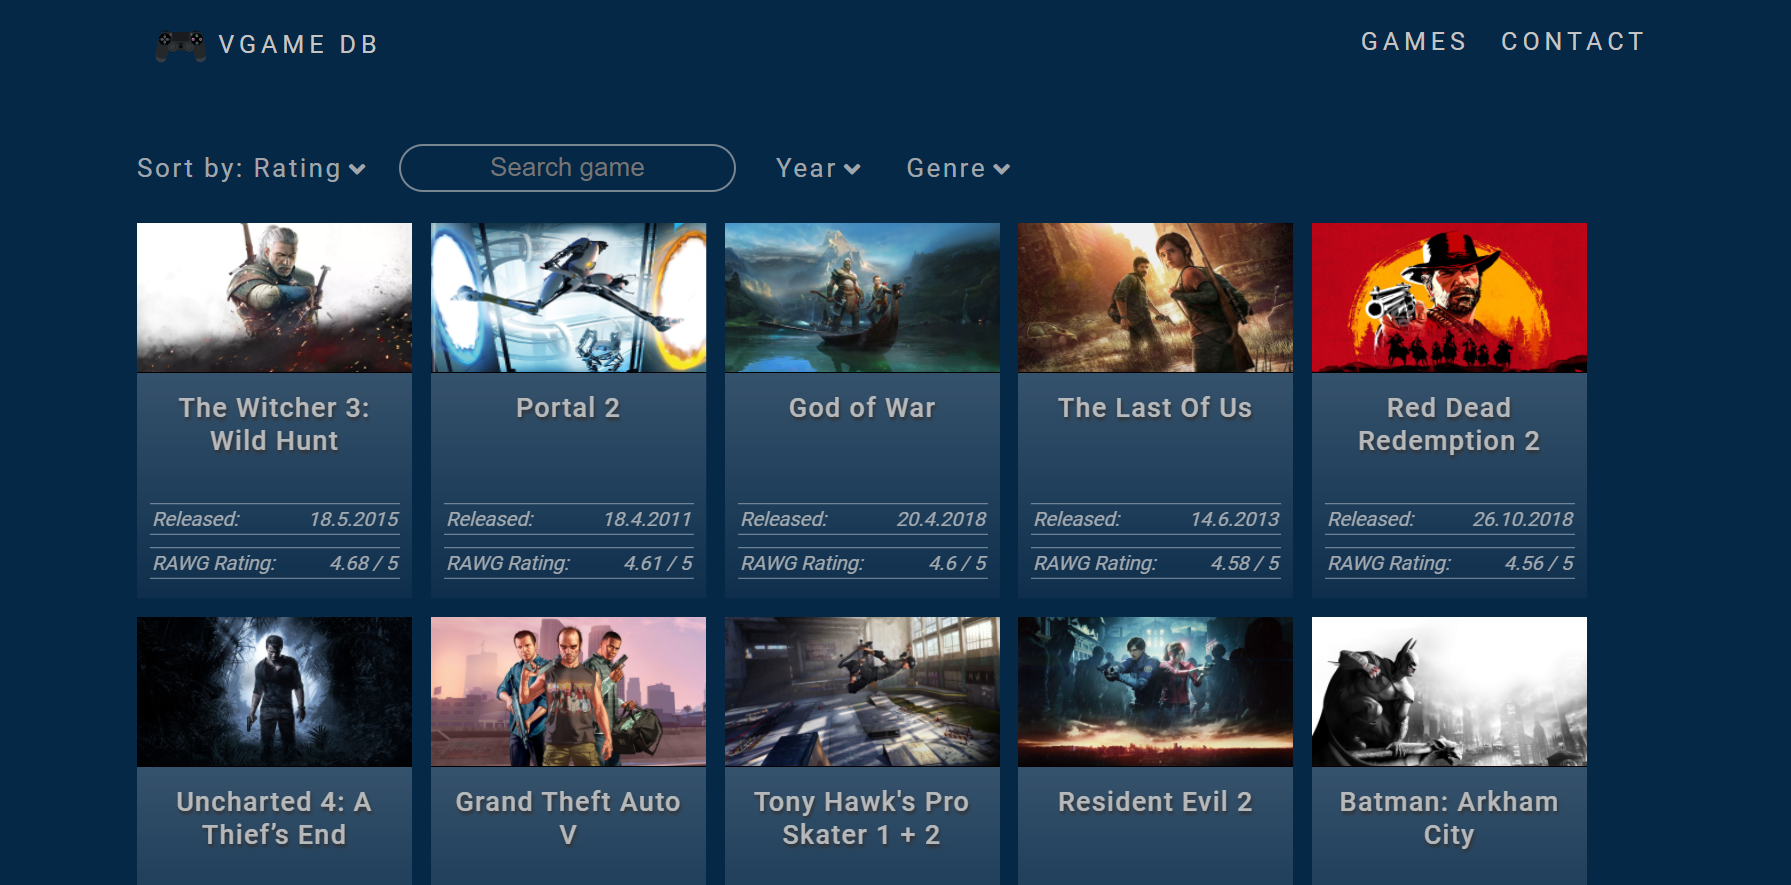 VGAME DB
GAMES CONTACT
Sort by: Rating
Search game
Year
Genre
The Witcher 3:
Wild Hunt
Released: 18.5.2015
RAWG Rating: 4.68 / 5
Portal 2
Released: 18.4.2011
RAWG Rating: 4.61 / 5
God of War
Released: 20.4.2018
RAWG Rating: 4.6 / 5
The Last Of Us
Released: 14.6.2013
RAWG Rating: 4.58 / 5
Red Dead
Redemption 2
Released: 26.10.2018
RAWG Rating: 4.56 / 5
Uncharted 4: A
Thief’s End
Grand Theft Auto
V
Tony Hawk's Pro
Skater 1 + 2
Resident Evil 2
Batman: Arkham
City